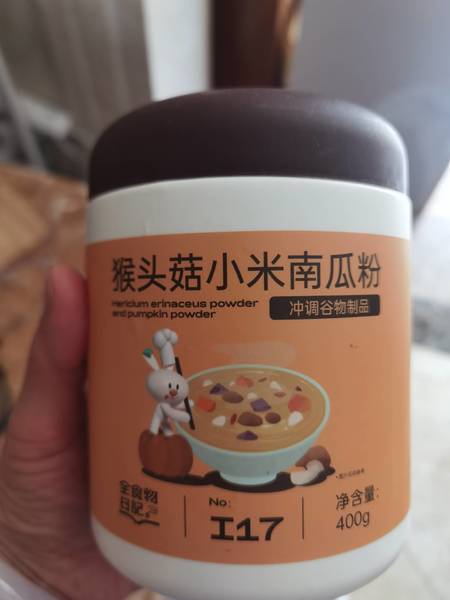 猴头菇小米南瓜粉
Hericium erinaceus powder
and pumpkin powder
冲调谷物制品
全食物
日記
No:
I17
净含量:
400g